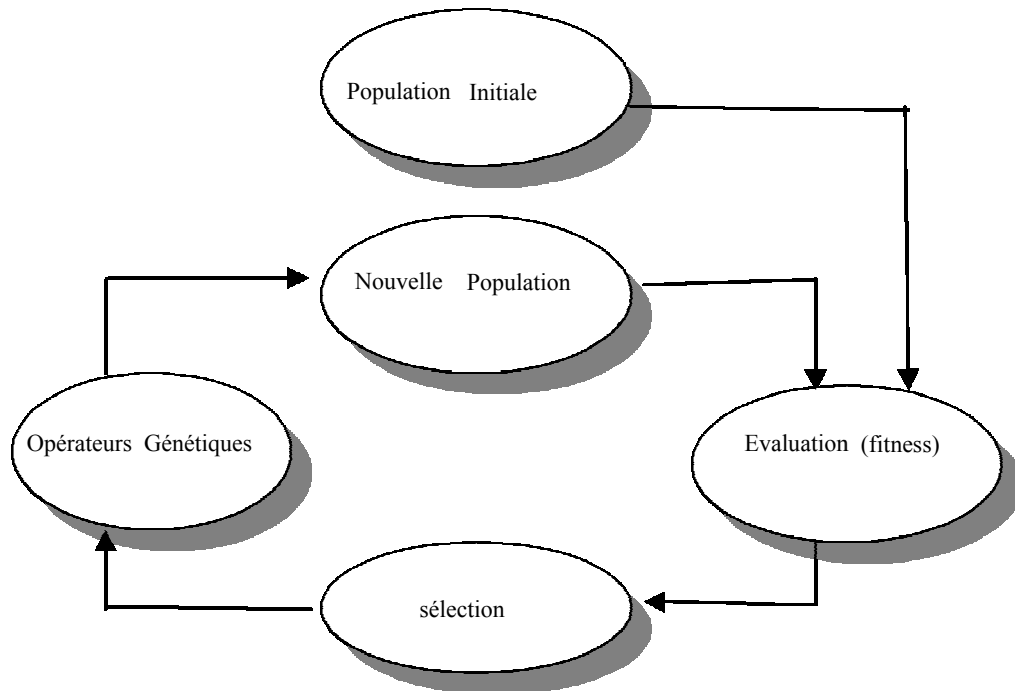 Population Initiale
Nouvelle Population
Opérateurs Génétiques
Evaluation (fitness)
sélection